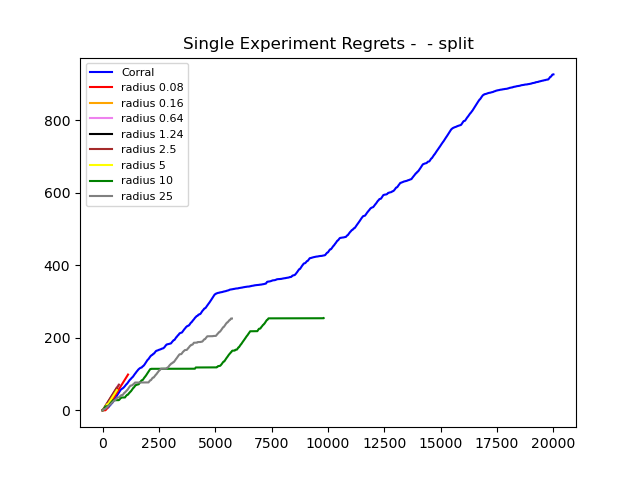 Single Experiment Regrets -  - split
Corral
radius 0.08
radius 0.16
radius 0.64
radius 1.24
radius 2.5
radius 5
radius 10
radius 25
800
600
400
200
0
0 2500 5000 7500 10000 12500 15000 17500 20000